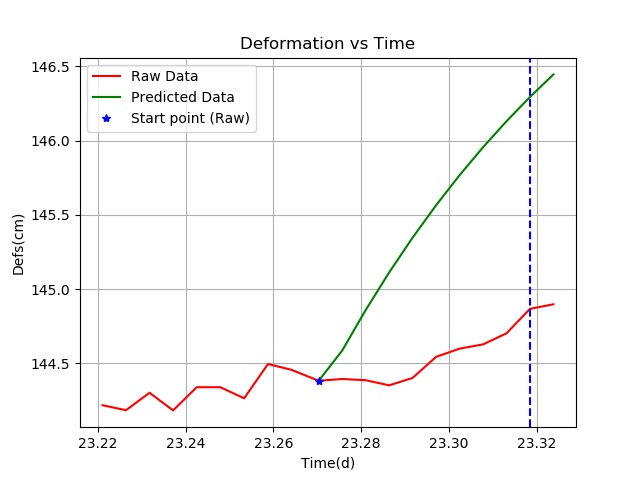 Deformation vs Time
Raw Data
Predicted Data
Start point (Raw)
146.5
146.0
145.5
145.0
144.5
Defs(cm)
23.22 23.24 23.26 23.28 23.30 23.32
Time(d)